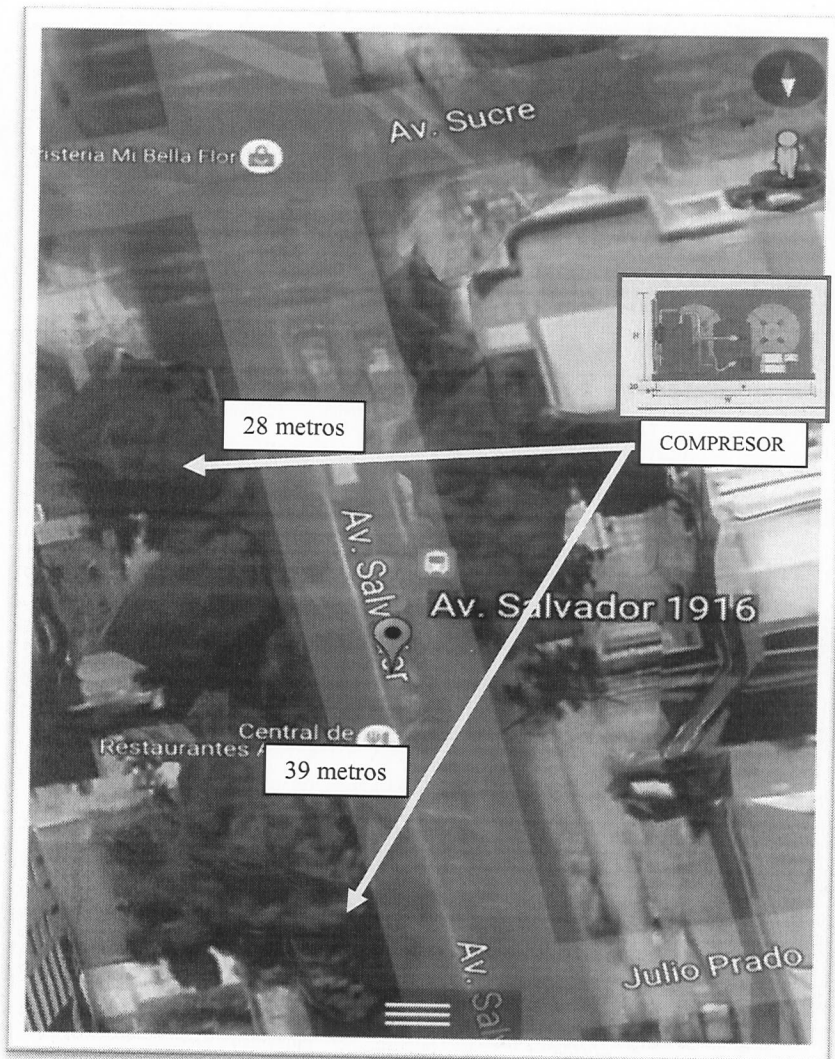 Av. Sucre
risteria Mi Bella Flor
28 metros
COMPRESOR
Av. Salvador
Av. Salvador 1916
Central de
Restaurantes A
39 metros
Av. Sal
Julio Prado